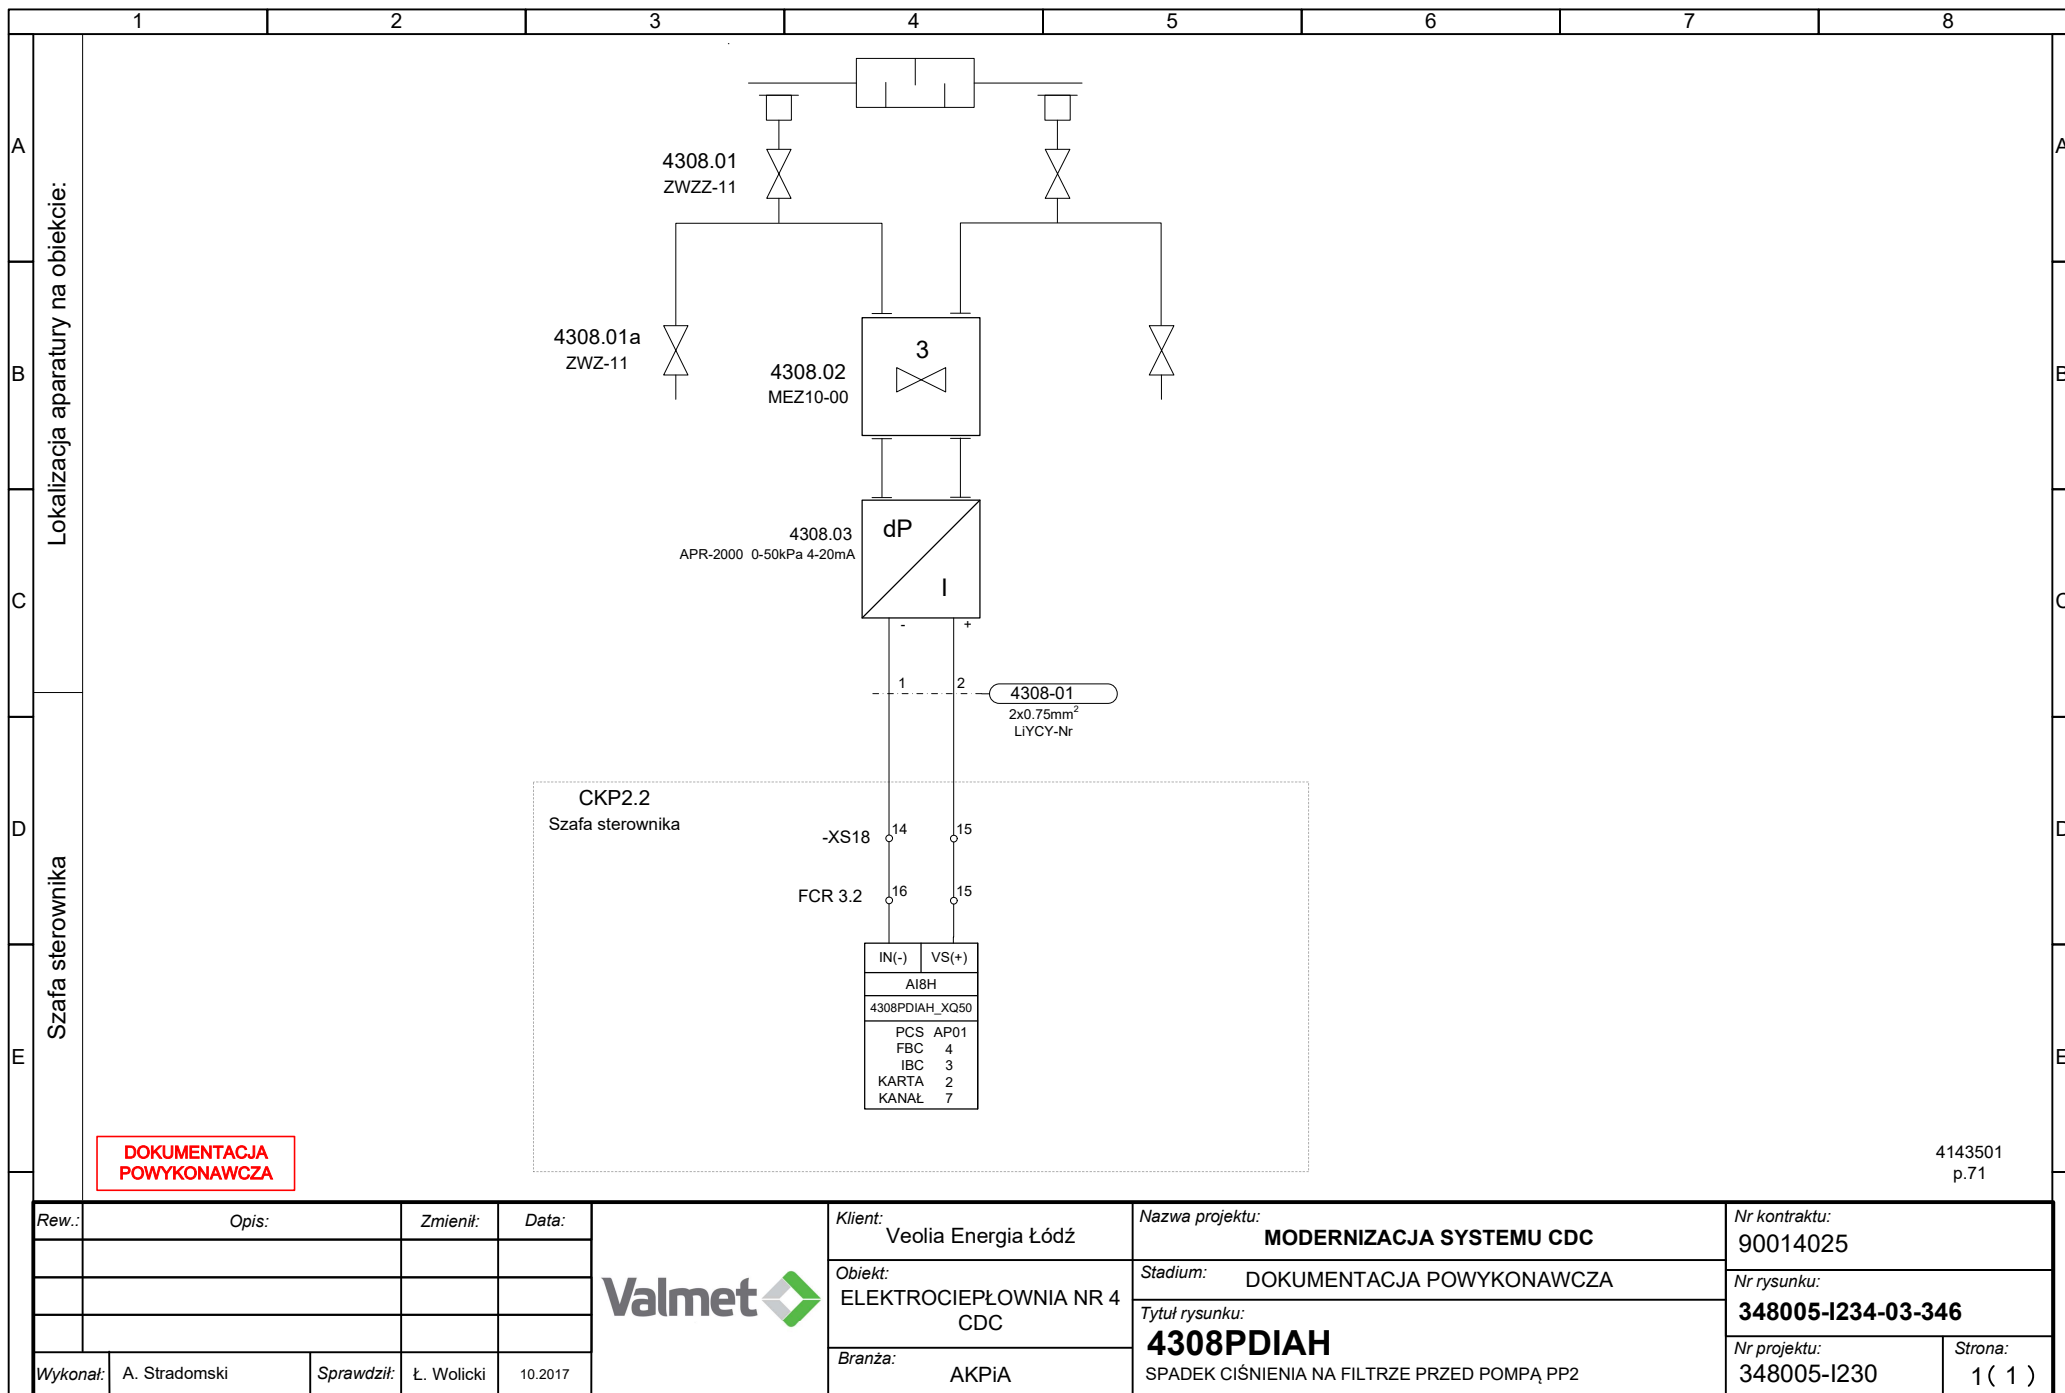 1 2 3 4 5 6 7 8
A A
B B
C C
D D
E E
Lokalizacja aparatury na obiekcie:
Szafa sterownika
4308.01
ZWZZ-11
4308.01a
ZWZ-11
3
4308.02
MEZ10-00
dP
I
4308.03
APR-2000 0-50kPa 4-20mA
- +
1 2
4308-01
2x0.75mm²
LiYCY-Nr
CKP2.2
Szafa sterownika
-XS18 14 15
FCR 3.2 16 15
IN(-) VS(+)
AI8H
4308PDIAH_XQ50
PCS AP01
FBC 4
IBC 3
KARTA 2
KANAŁ 7
DOKUMENTACJA
POWYKONAWCZA
4143501
p.71
Rew.: Opis: Zmienił: Data:
Wykonał: A. Stradomski Sprawdził: Ł. Wolicki 10.2017
Valmet
Klient:
Veolia Energia Łódź
Obiekt:
ELEKTROCIEPŁOWNIA NR 4
CDC
Branża:
AKPiA
Nazwa projektu:
MODERNIZACJA SYSTEMU CDC
Stadium: DOKUMENTACJA POWYKONAWCZA
Tytuł rysunku:
4308PDIAH
SPADEK CIŚNIENIA NA FILTRZE PRZED POMPĄ PP2
Nr kontraktu:
90014025
Nr rysunku:
348005-I234-03-346
Nr projektu:
348005-I230
Strona:
1( 1 )